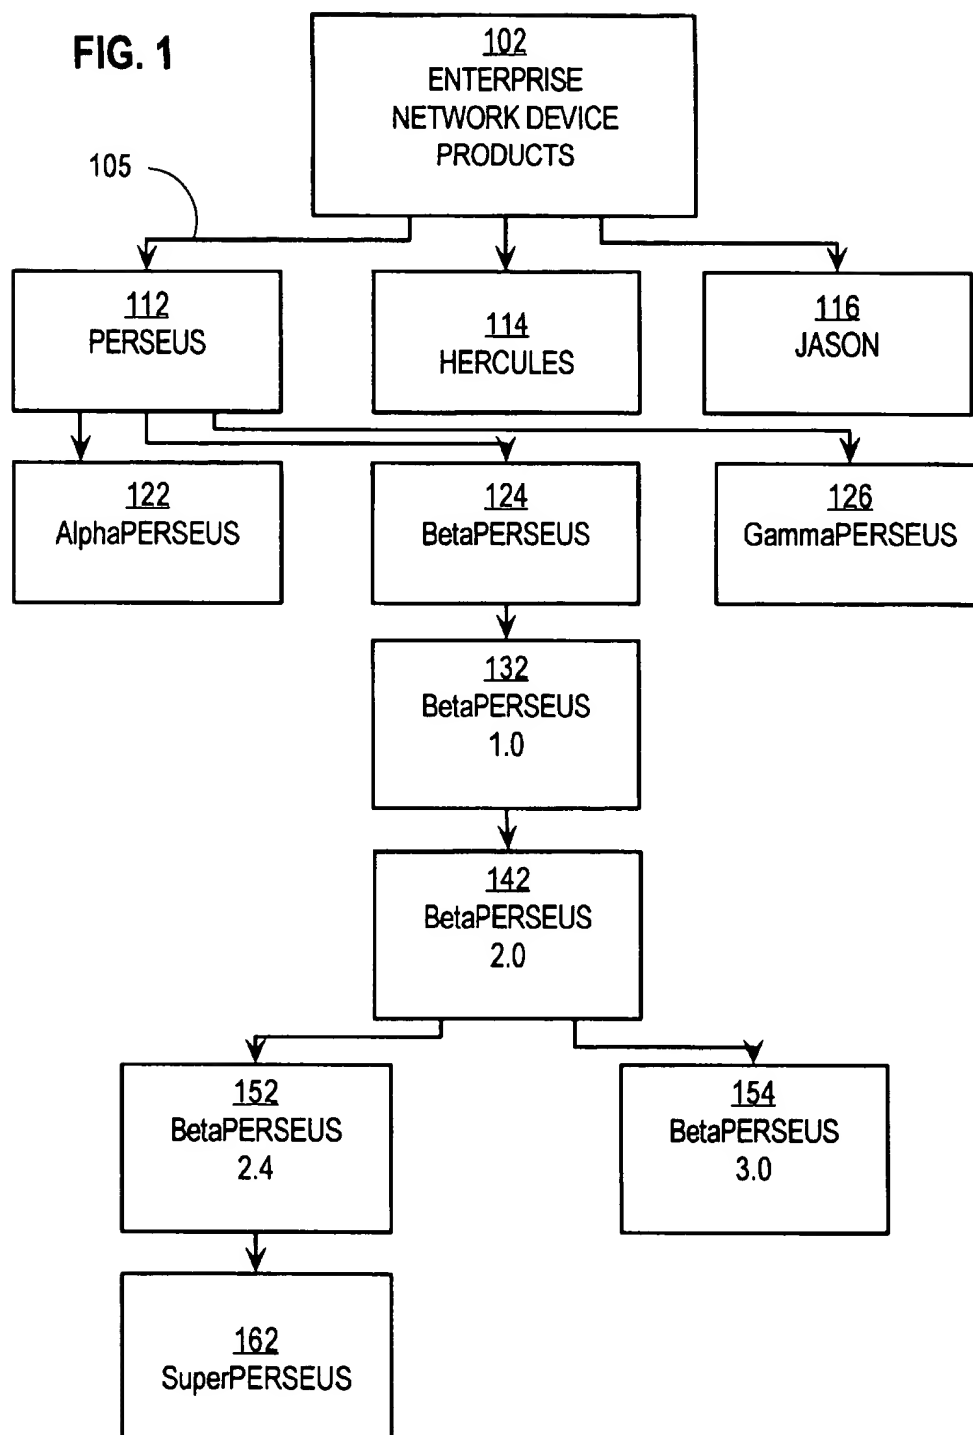 FIG. 1
102
ENTERPRISE
NETWORK DEVICE
PRODUCTS
105
112
PERSEUS
114
HERCULES
116
JASON
122
AlphaPERSEUS
124
BetaPERSEUS
126
GammaPERSEUS
132
BetaPERSEUS
1.0
142
BetaPERSEUS
2.0
152
BetaPERSEUS
2.4
154
BetaPERSEUS
3.0
162
SuperPERSEUS